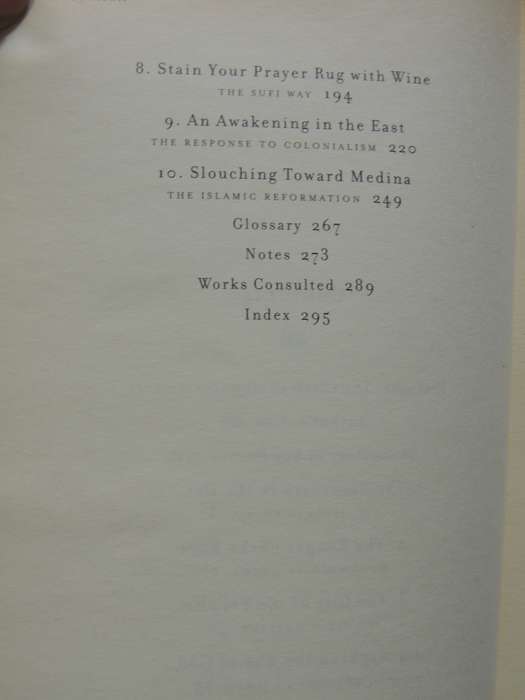 8. Stain Your Prayer Rug with Wine
THE SUFI WAY 194
9. An Awakening in the East
THE RESPONSE TO COLONIALISM 220
10. Slouching Toward Medina
THE ISLAMIC REFORMATION 249
Glossary 267
Notes 273
Works Consulted 289
Index 295